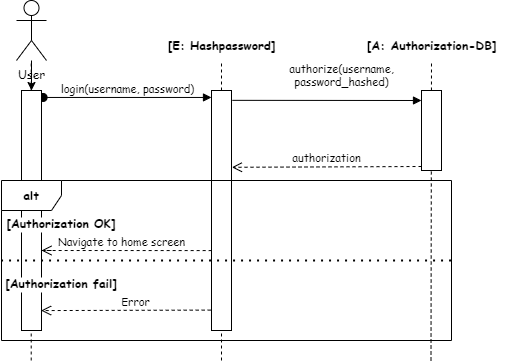 User
[E: Hashpassword]
[A: Authorization-DB]
login(username, password)
authorize(username,
password_hashed)
authorization
alt
[Authorization OK]
Navigate to home screen
[Authorization fail]
Error